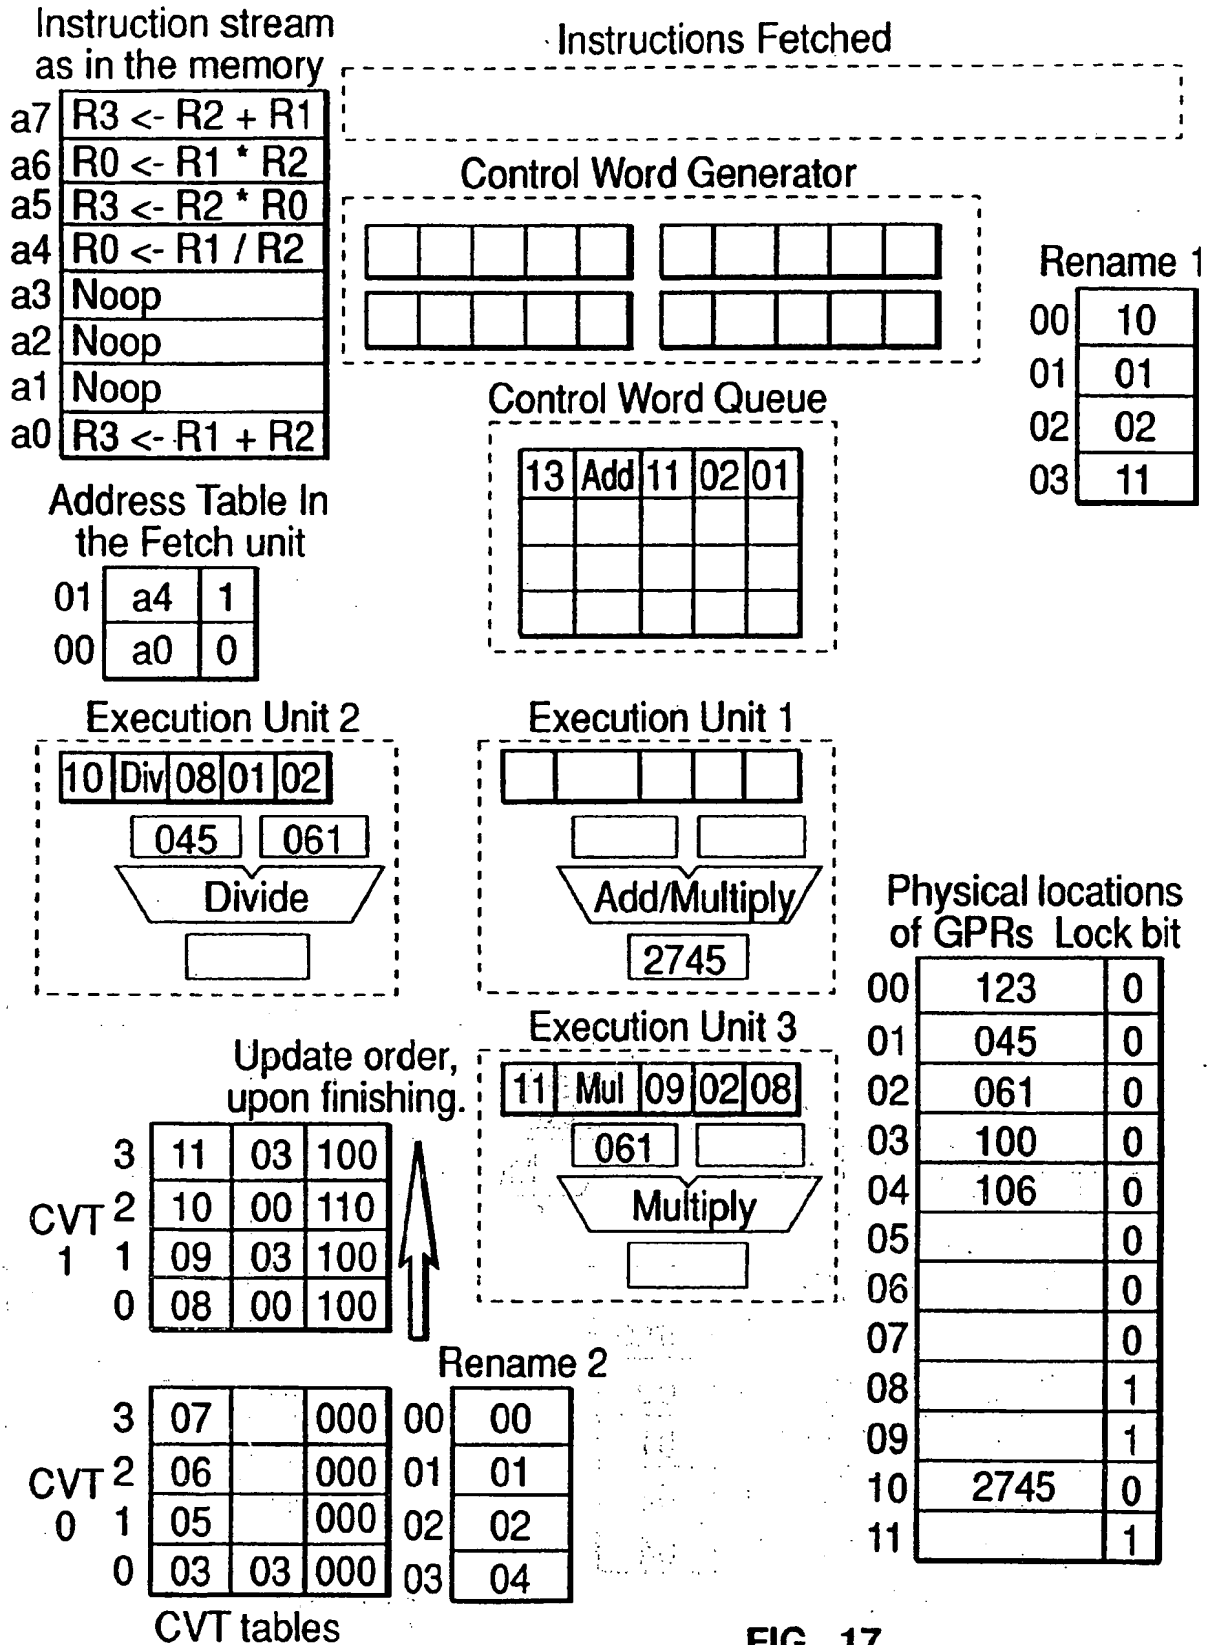 Instruction stream
as in the memory
a7 R3 <- R2 + R1
a6 R0 <- R1 * R2
a5 R3 <- R2 * R0
a4 R0 <- R1 / R2
a3 Noop
a2 Noop
a1 Noop
a0 R3 <- R1 + R2
Instructions Fetched
Control Word Generator
Rename 1
00 10
01 01
02 02
03 11
Control Word Queue
13 Add 11 02 01
Address Table In
the Fetch unit
01 a4 1
00 a0 0
Execution Unit 2
10 Div 08 01 02
045 061
Divide
Execution Unit 1
Add/Multiply
2745
Execution Unit 3
11 Mul 09 02 08
061
Multiply
Physical locations
of GPRs Lock bit
00 123 0
01 045 0
02 061 0
03 100 0
04 106 0
05 0
06 0
07 0
08 1
09 1
10 2745 0
11 1
Update order,
upon finishing.
CVT
1
3 11 03 100
2 10 00 110
1 09 03 100
0 08 00 100
CVT
0
3 07 000
2 06 000
1 05 000
0 03 03 000
CVT tables
Rename 2
00 00
01 01
02 02
03 04
FIG. 17